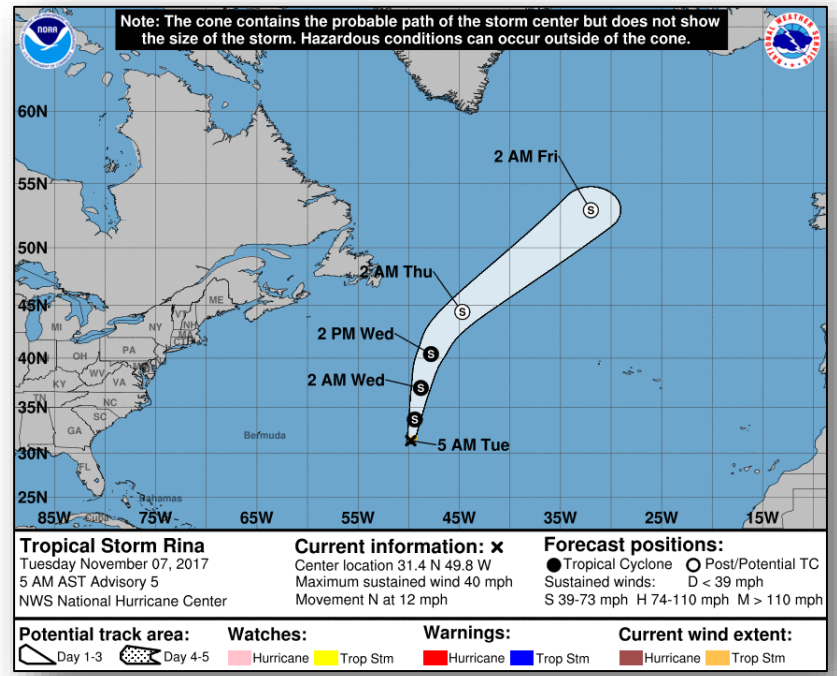 Note: The cone contains the probable path of the storm center but does not show
the size of the storm. Hazardous conditions can occur outside of the cone.
NOAA
NATIONAL WEATHER SERVICE
60N
2 AM Fri
55N
50N
2 AM Thu
45N
ME
VT
NH
MI
NY
MA
CT
2 PM Wed
40N
OH
PA
WV
KY
VA
2 AM Wed
35N
TN
NC
SC
GA
Bermuda
5 AM Tue
30N
FL
25N
Bahamas
Cuba
85W 75W 65W 55W 45W 35W 25W 15W
S
S
S
S
S
Tropical Storm Rina
Tuesday November 07, 2017
5 AM AST Advisory 5
NWS National Hurricane Center
Current information: x
Center location 31.4 N 49.8 W
Maximum sustained wind 40 mph
Movement N at 12 mph
Forecast positions:
Tropical Cyclone Post/Potential TC
Sustained winds: D < 39 mph
S 39-73 mph H 74-110 mph M > 110 mph
Potential track area:
Day 1-3 Day 4-5
Watches:
Hurricane Trop Stm
Warnings:
Hurricane Trop Stm
Current wind extent:
Hurricane Trop Stm